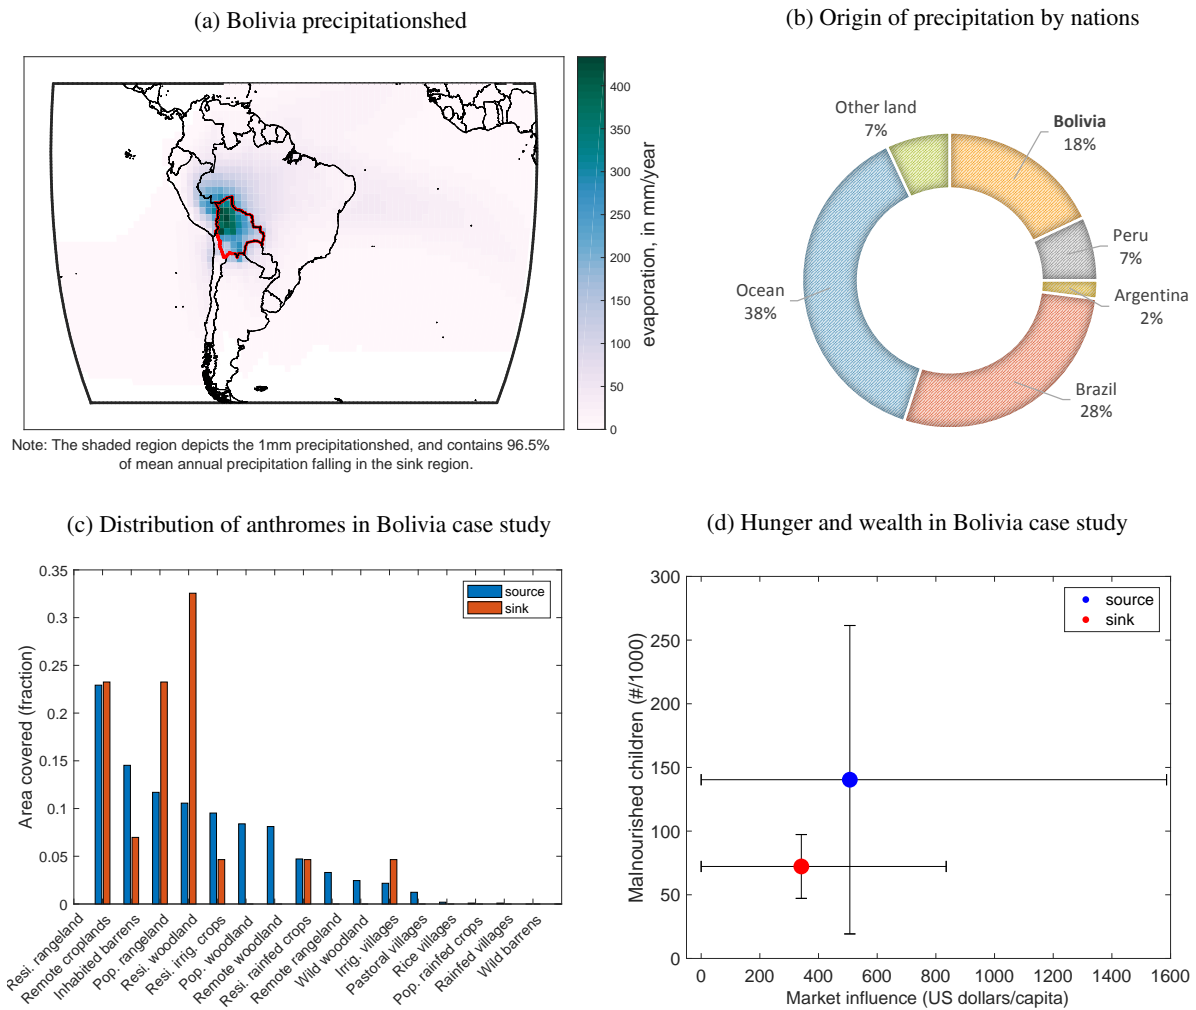 (a) Bolivia precipitationshed
400
350
300
250
200
150
100
50
0
evaporation, in mm/year
Note: The shaded region depicts the 1mm precipitationshed, and contains 96.5%
of mean annual precipitation falling in the sink region.
(b) Origin of precipitation by nations
Other land
7%
Bolivia
18%
Peru
7%
Argentina
2%
Ocean
38%
Brazil
28%
(c) Distribution of anthromes in Bolivia case study
0.35
0.3
0.25
0.2
0.15
0.1
0.05
0
Area covered (fraction)
source
sink
Resi. rangeland
Remote croplands
Inhabited barrens
Pop. rangeland
Resi. woodland
Resi. irrig. crops
Pop. woodland
Remote woodland
Resi. rainfed crops
Remote rangeland
Wild woodland
Irrig. villages
Pastoral villages
Rice villages
Pop. rainfed crops
Rainfed villages
Wild barrens
(d) Hunger and wealth in Bolivia case study
300
250
200
150
100
50
0
Malnourished children (#/1000)
source
sink
0 200 400 600 800 1000 1200 1400 1600
Market influence (US dollars/capita)